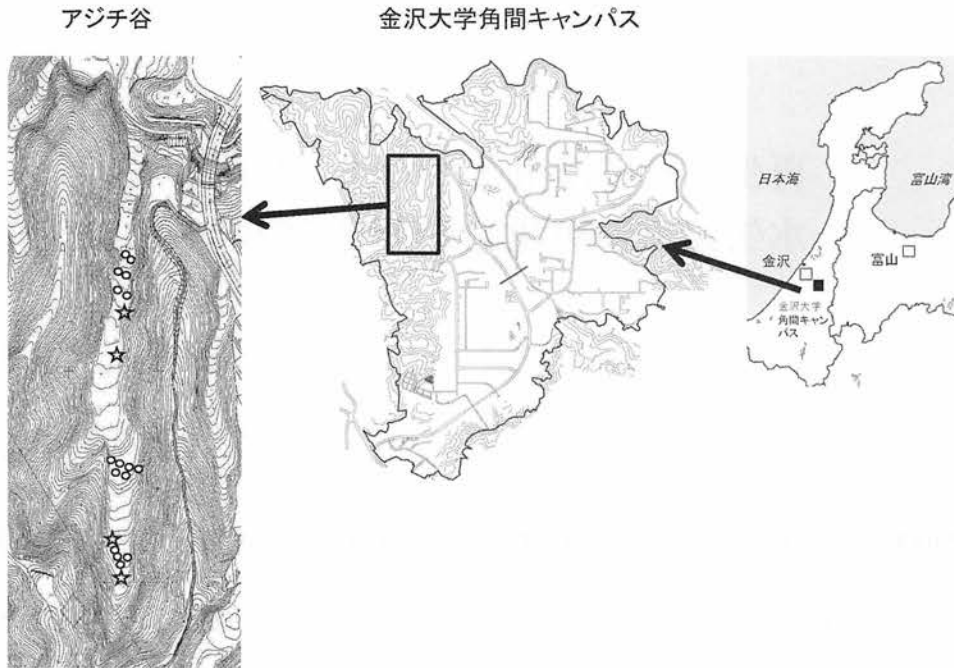 アジチ谷
金沢大学角間キャンパス
日本海
富山湾
金沢
富山
金沢大学
角間キャン
パス